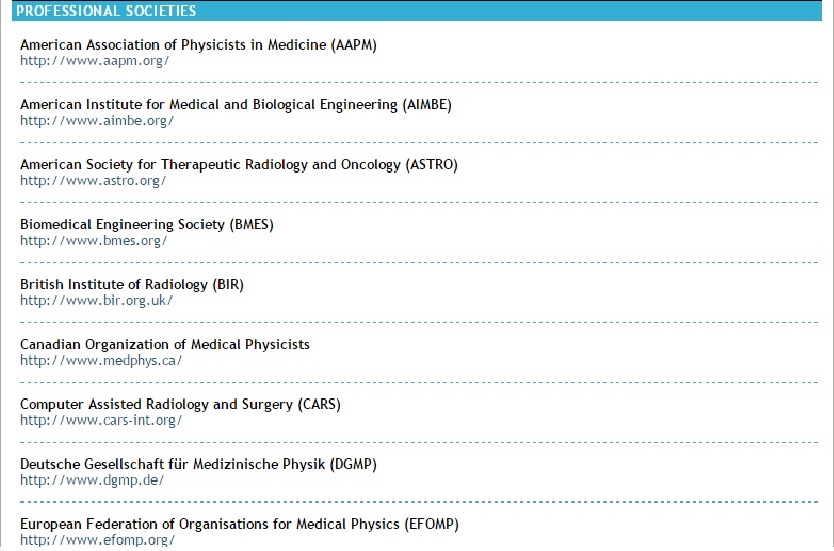 PROFESSIONAL SOCIETIES
American Association of Physicists in Medicine (AAPM)
http://www.aapm.org/
American Institute for Medical and Biological Engineering (AIMBE)
http://www.aimbe.org/
American Society for Therapeutic Radiology and Oncology (ASTRO)
http://www.astro.org/
Biomedical Engineering Society (BMES)
http://www.bmes.org/
British Institute of Radiology (BIR)
http://www.bir.org.uk/
Canadian Organization of Medical Physicists
http://www.medphys.ca/
Computer Assisted Radiology and Surgery (CARS)
http://www.cars-int.org/
Deutsche Gesellschaft für Medizinische Physik (DGMP)
http://www.dgmp.de/
European Federation of Organisations for Medical Physics (EFOMP)
http://www.efomp.org/